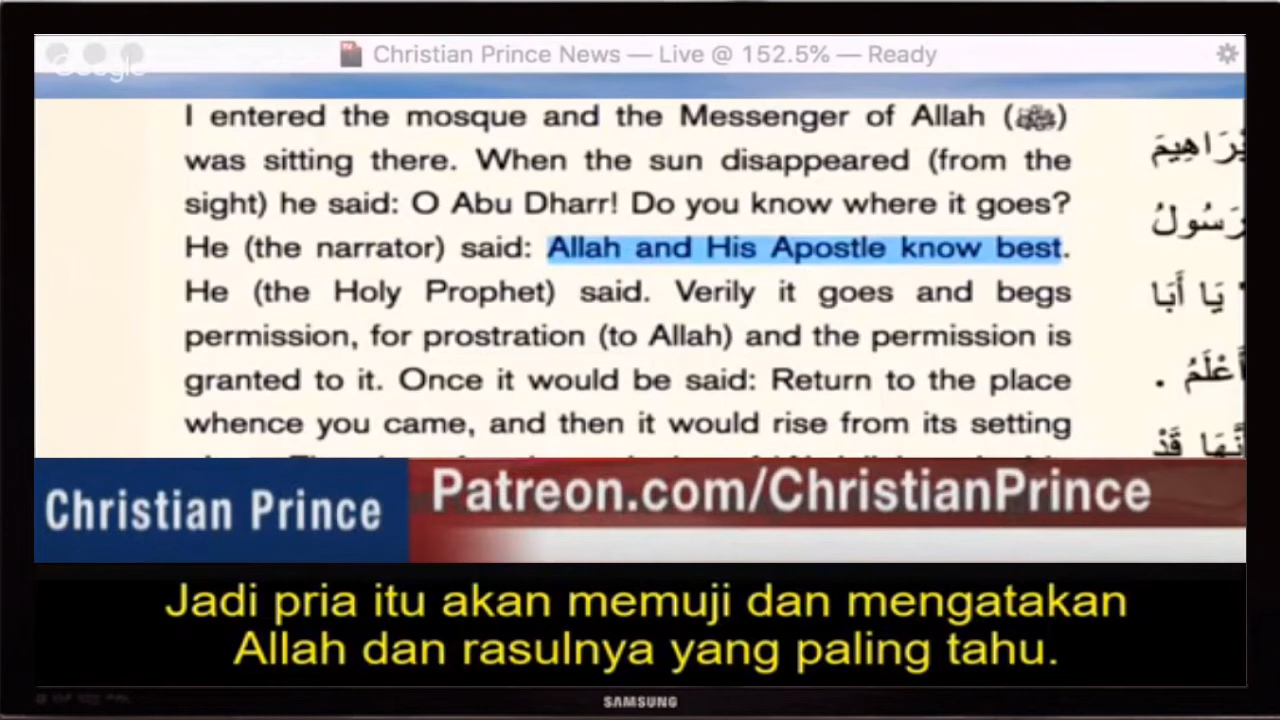 Christian Prince News — Live @ 152.5% — Ready
Google
I entered the mosque and the Messenger of Allah (ﷺ)
was sitting there. When the sun disappeared (from the
sight) he said: O Abu Dharr! Do you know where it goes?
He (the narrator) said: Allah and His Apostle know best.
He (the Holy Prophet) said. Verily it goes and begs
permission, for prostration (to Allah) and the permission is
granted to it. Once it would be said: Return to the place
whence you came, and then it would rise from its setting
يَا أَبَا
Christian Prince
Patreon.com/ChristianPrince
Jadi pria itu akan memuji dan mengatakan
Allah dan rasulnya yang paling tahu.
SAMSUNG